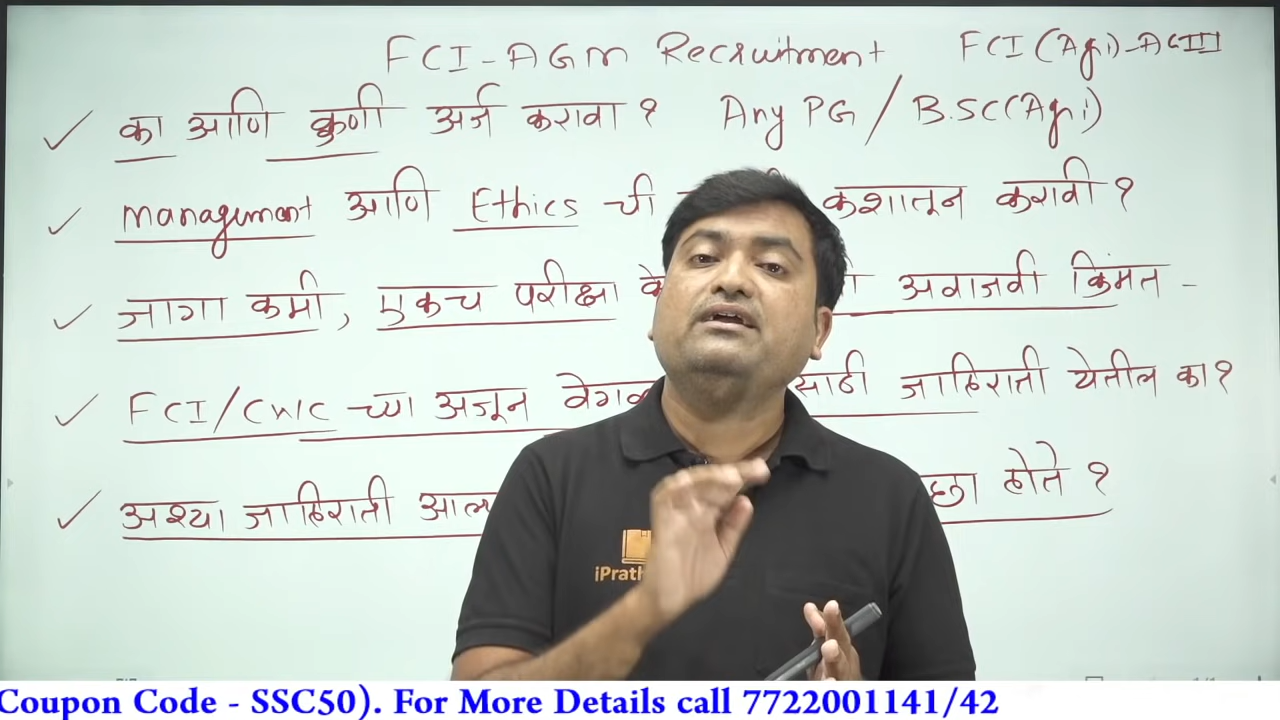 FCI-AGM Recruitment FCI(Agri)-AGIII
का आणि कुणी अर्ज करावा ? Any PG / B.SC(Agri)
management आणि Ethics ची कशातून करावी ?
जागा कमी, एकच परीक्षा अवाजवी किंमत -
FCI/CWC च्या अजून साठी जाहिराती येतील का ?
अश्या जाहिराती होते ?
iPrath
Coupon Code - SSC50). For More Details call 7722001141/42